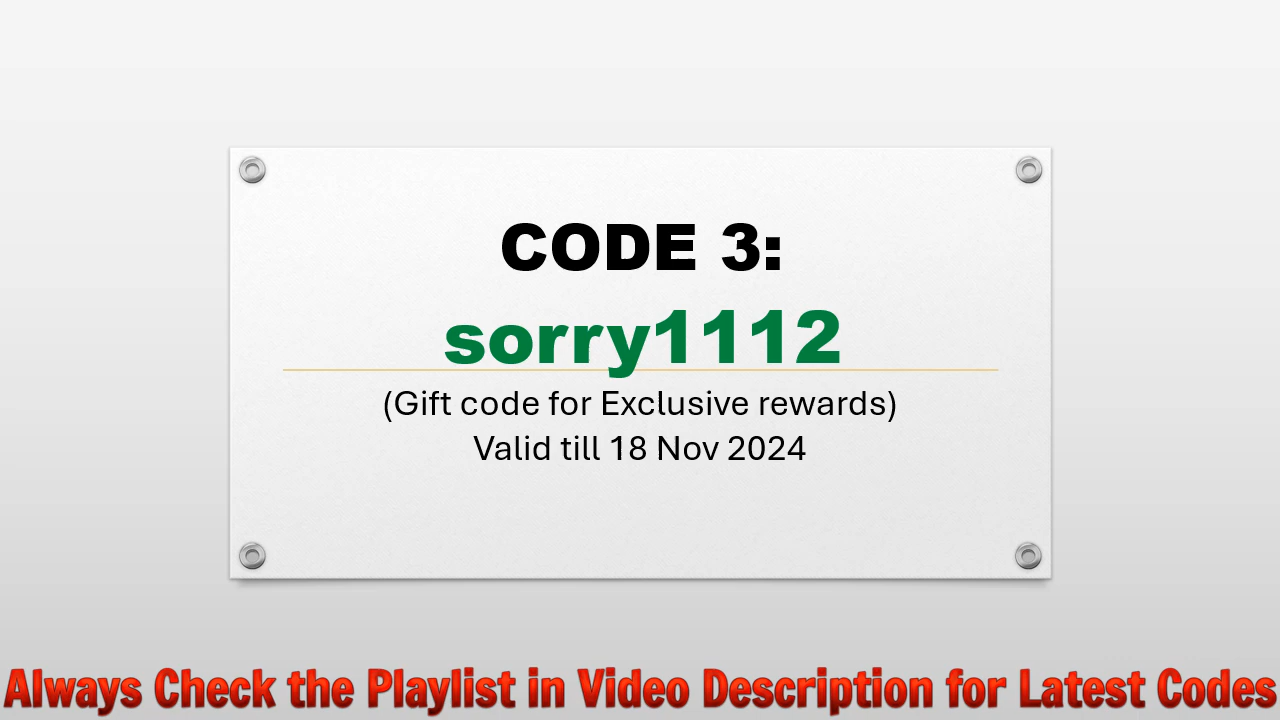 CODE 3:
sorry1112
(Gift code for Exclusive rewards)
Valid till 18 Nov 2024
Always Check the Playlist in Video Description for Latest Codes